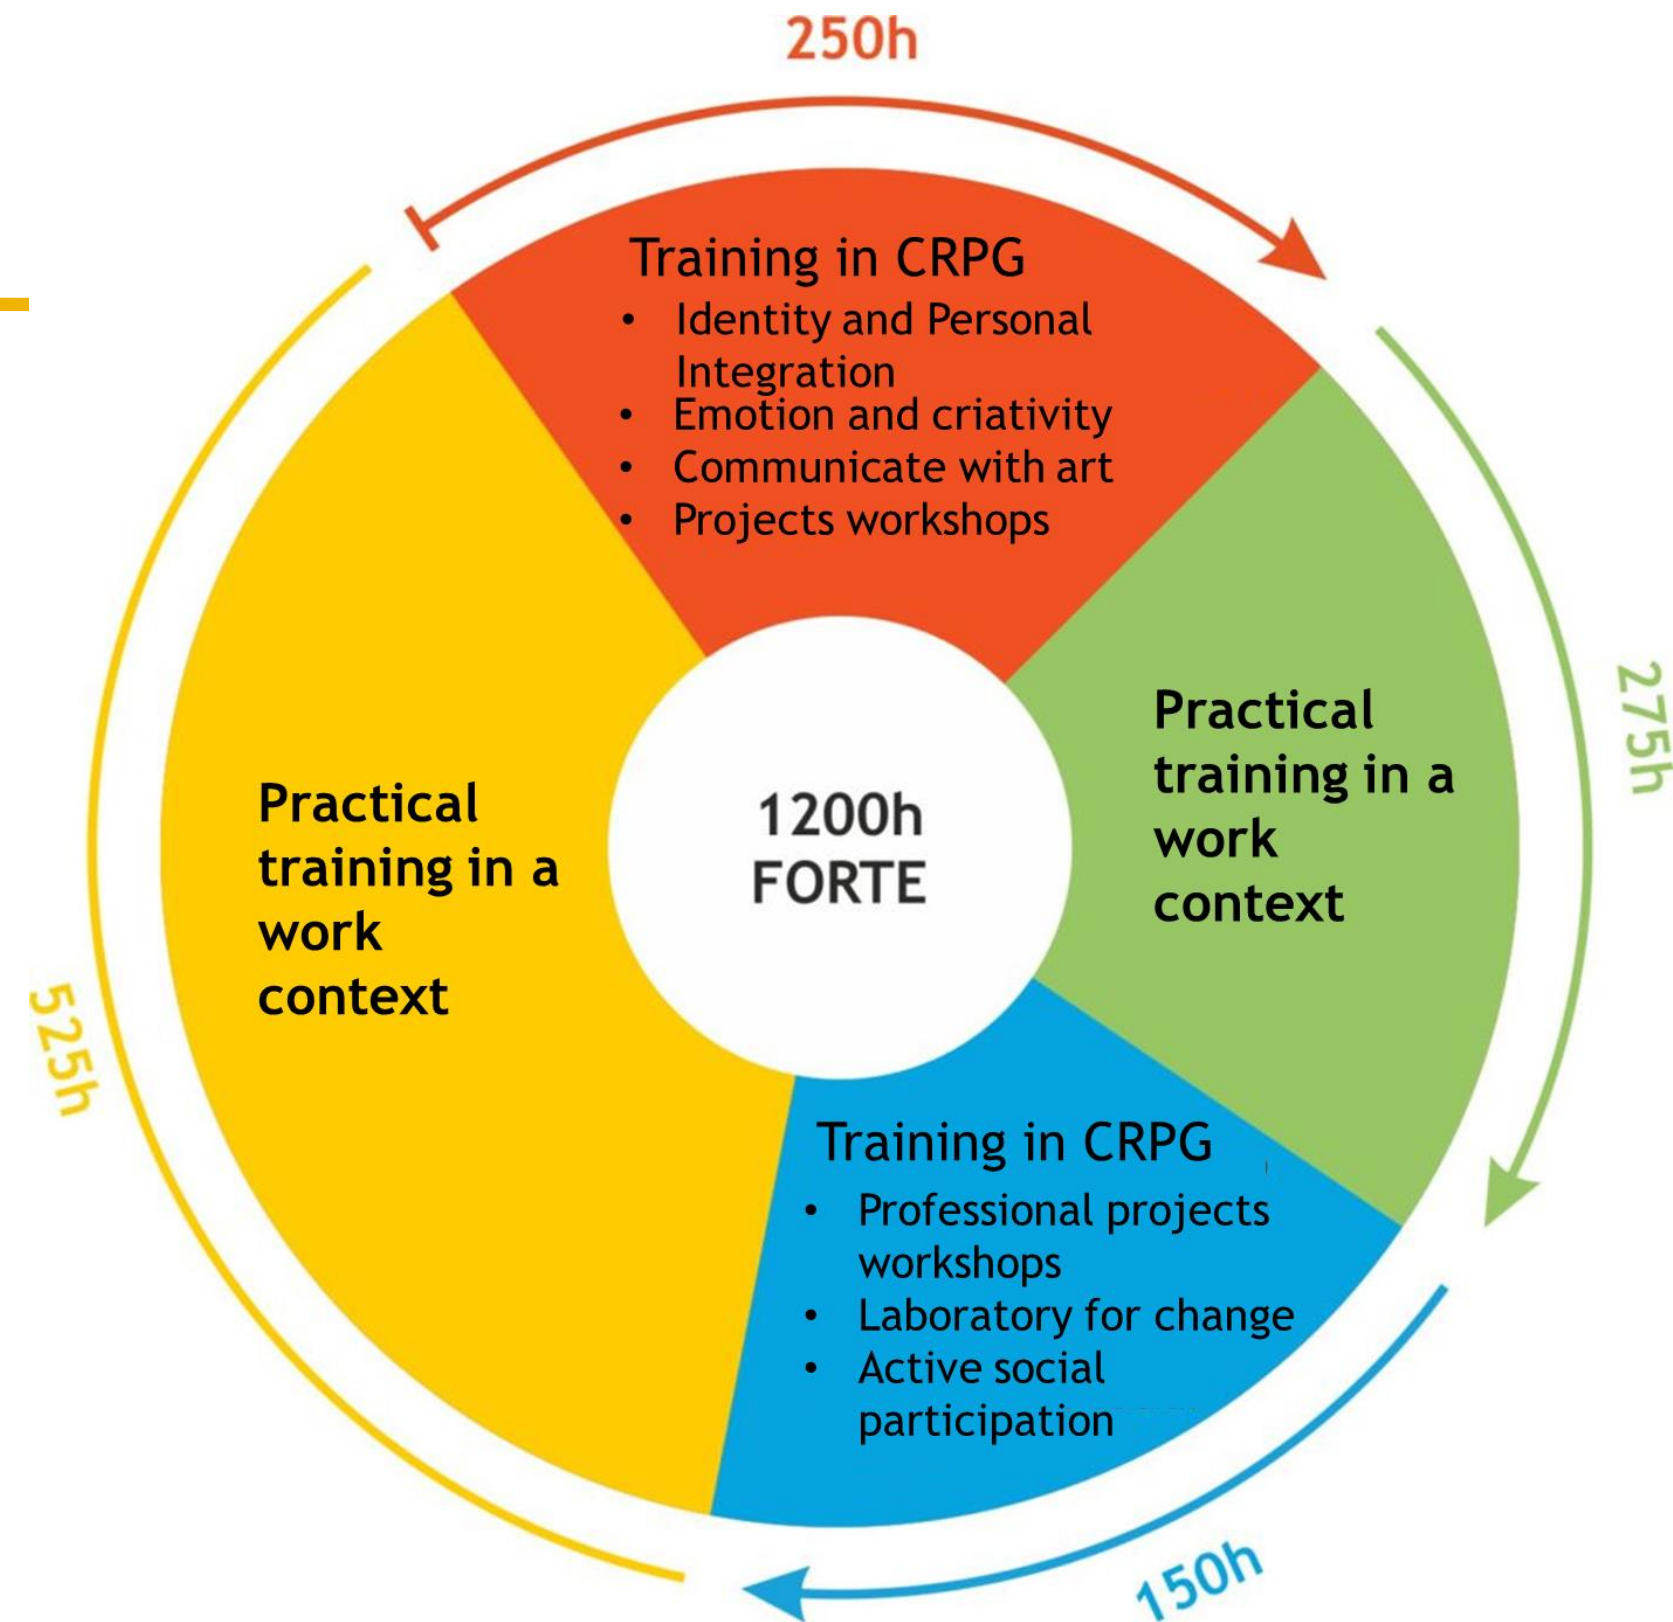 250h
Training in CRPG
• Identity and Personal
Integration
• Emotion and criativity
• Communicate with art
• Projects workshops
275h
Practical
training in a
work
context
1200h
FORTE
Practical
training in a
work
context
525h
Training in CRPG
• Professional projects
workshops
• Laboratory for change
• Active social
participation
150h